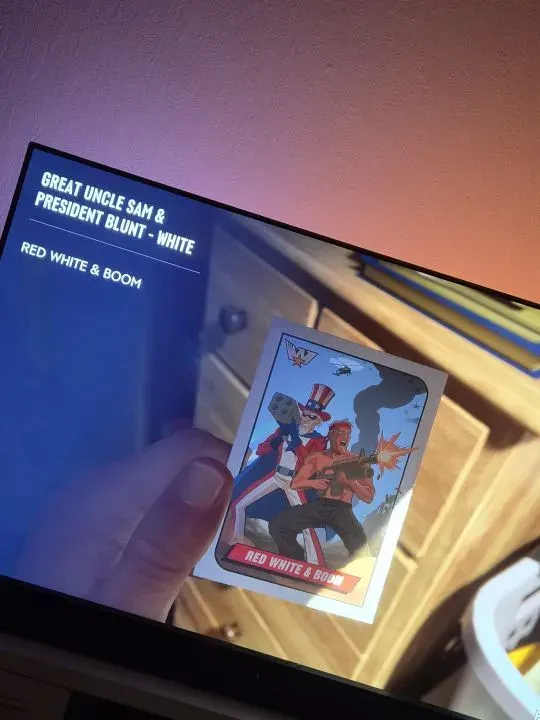 GREAT UNCLE SAM &
PRESIDENT BLUNT - WHITE
RED WHITE & BOOM
W
RED WHITE & BOOM